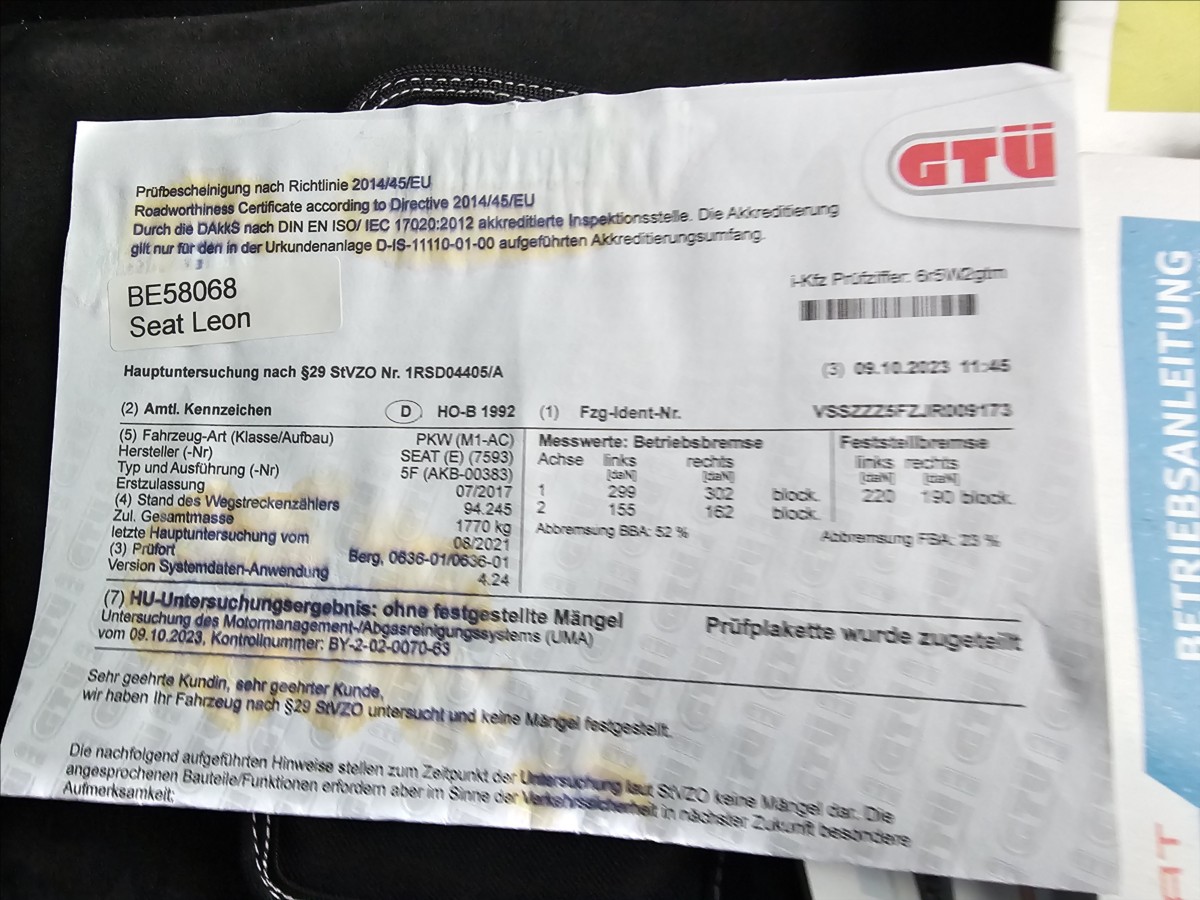 GTÜ
Prüfbescheinigung nach Richtlinie 2014/45/EU
Roadworthiness Certificate according to Directive 2014/45/EU
Durch die DAkkS nach DIN EN ISO/ IEC 17020:2012 akkreditierte Inspektionsstelle. Die Akkreditierung
gilt nur für den in der Urkundenanlage D-IS-11110-01-00 aufgeführten Akkreditierungsumfang.
BE58068
Seat Leon
i-Kfz Prüfziffer: 6r5W2gtm
Hauptuntersuchung nach §29 StVZO Nr. 1RSD04405/A (3) 09.10.2023 11:45
(2) Amtl. Kennzeichen D HO-B 1992 (1) Fzg-Ident-Nr. VSSZZZ5FZJR009173
(5) Fahrzeug-Art (Klasse/Aufbau) PKW (M1-AC)
Hersteller (-Nr) SEAT (E) (7593)
Typ und Ausführung (-Nr) 5F (AKB-00383)
Erstzulassung 07/2017
(4) Stand des Wegstreckenzählers 94.245
Zul. Gesamtmasse 1770 kg
letzte Hauptuntersuchung vom 08/2021
(3) Prüfort Berg, 0636-01/0636-01
Version Systemdaten-Anwendung 4.24
Messwerte: Betriebsbremse
Achse links rechts
[daN] [daN]
1 299 302 block.
2 155 162 block.
Abbremsung BBA: 52 %
Feststellbremse
links rechts
[daN] [daN]
220 190 block.
Abbremsung FBA: 23 %
(7) HU-Untersuchungsergebnis: ohne festgestellte Mängel
Untersuchung des Motormanagement-/Abgasreinigungssystems (UMA)
vom 09.10.2023, Kontrollnummer: BY-2-02-0070-63
Prüfplakette wurde zugeteilt
Sehr geehrte Kundin, sehr geehrter Kunde,
wir haben Ihr Fahrzeug nach §29 StVZO untersucht und keine Mängel festgestellt.
Die nachfolgend aufgeführten Hinweise stellen zum Zeitpunkt der Untersuchung laut StVZO keine Mängel dar. Die
angesprochenen Bauteile/Funktionen erfordern aber im Sinne der Verkehrssicherheit in nächster Zukunft besondere
Aufmerksamkeit:
BETRIEBSANLEITUNG